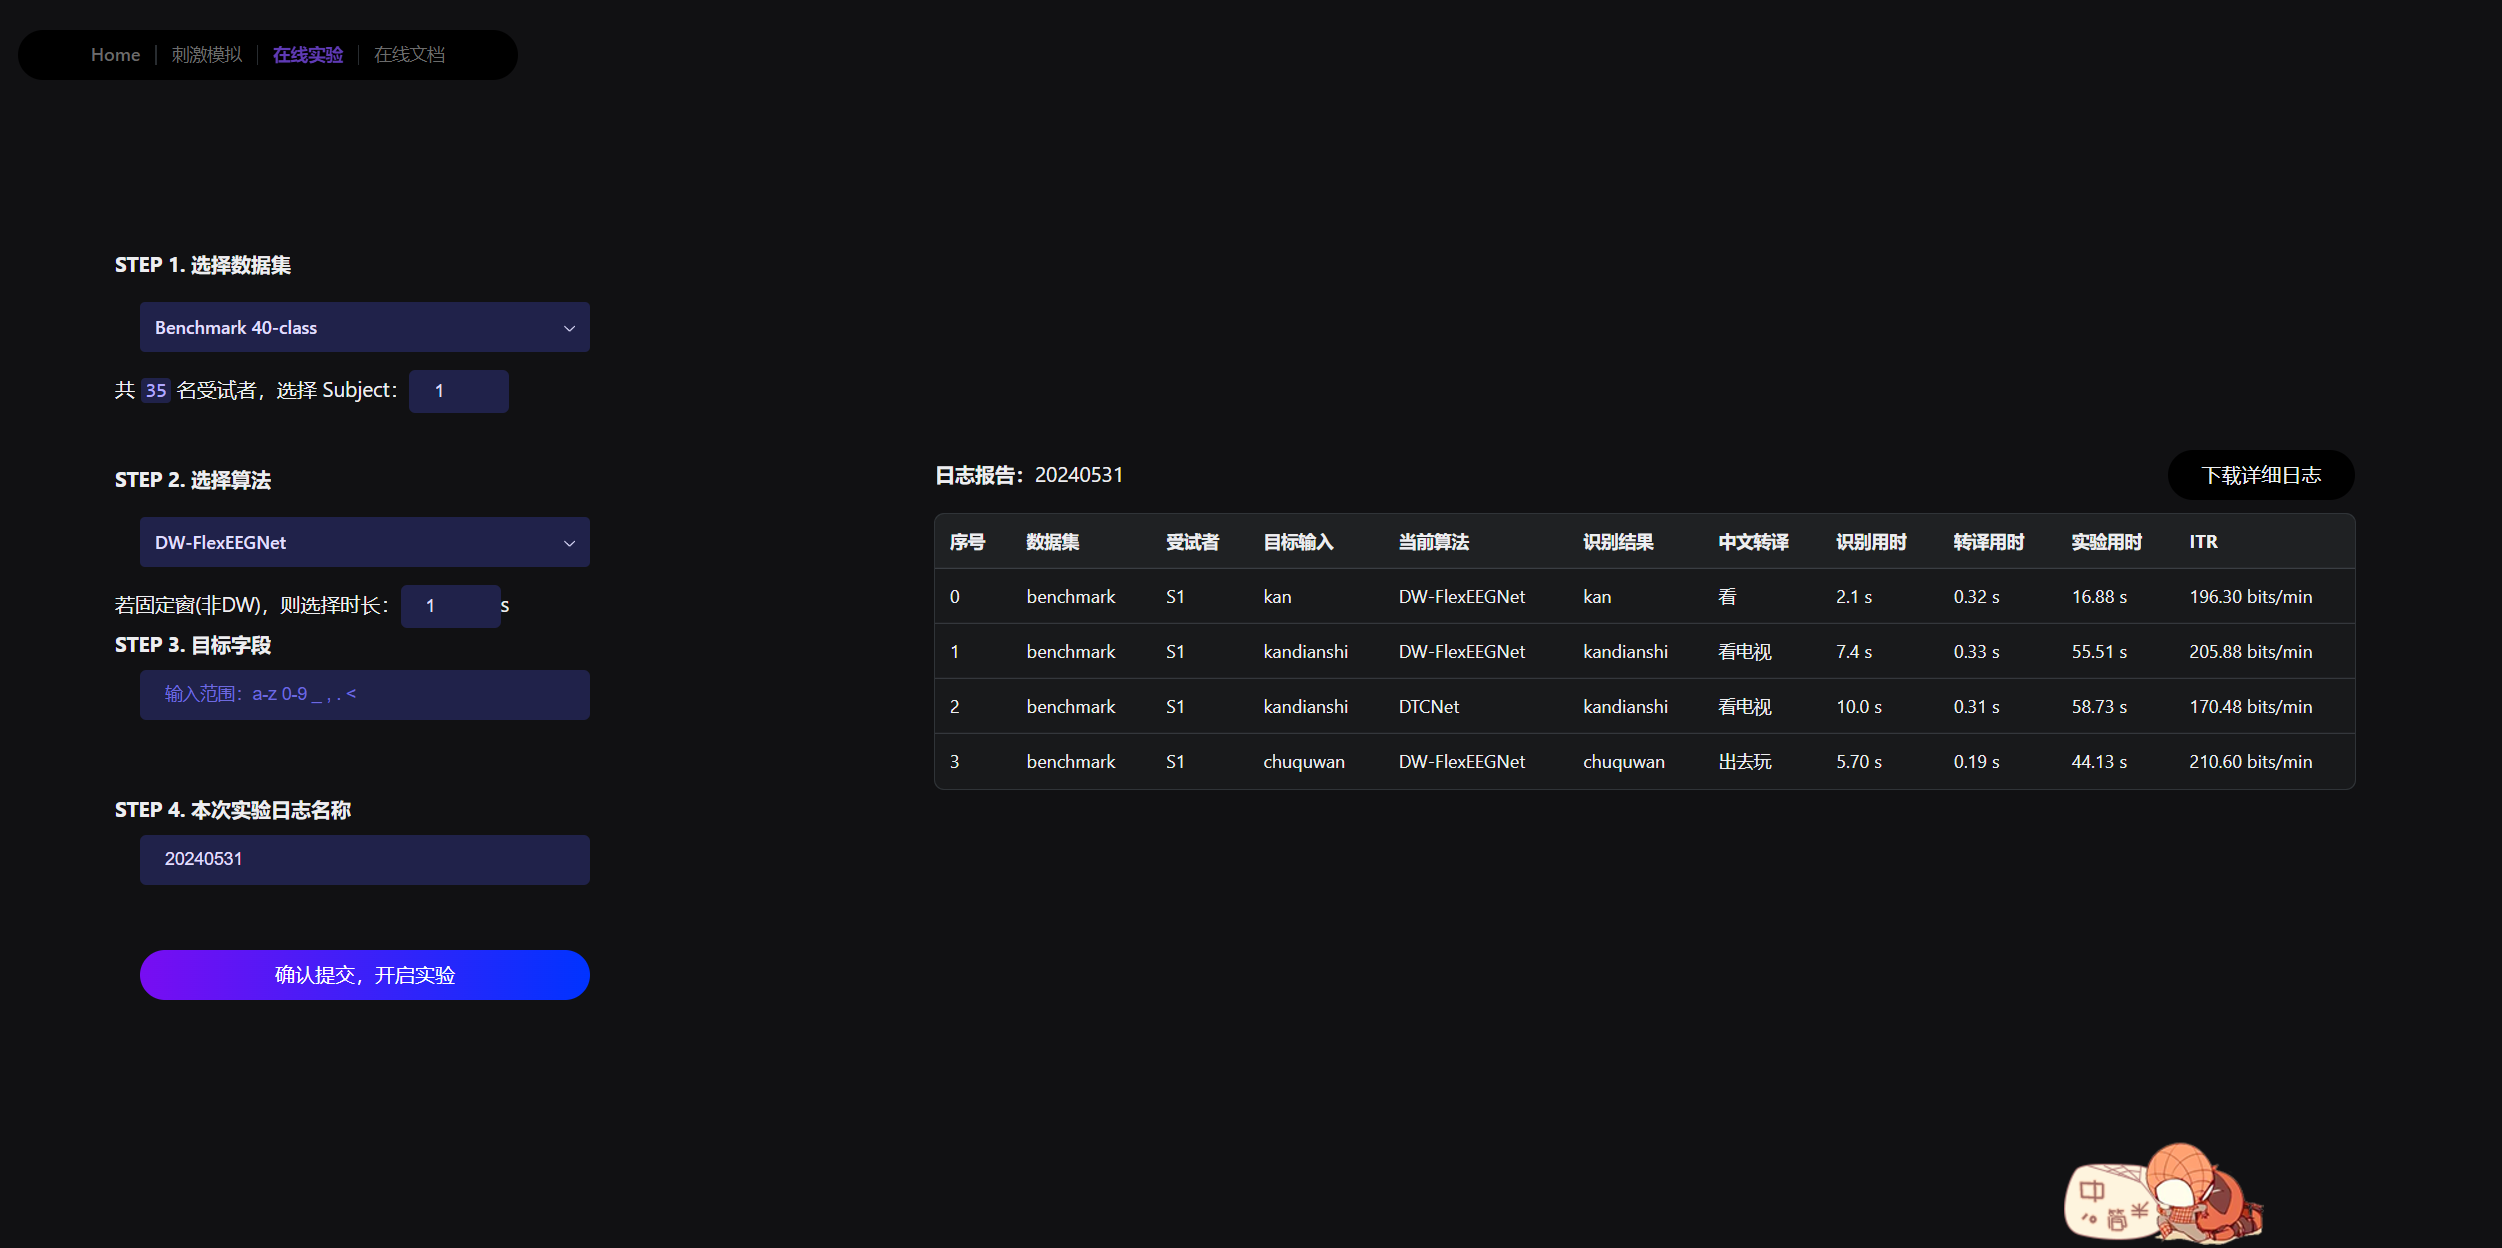 Home | 刺激模拟 | 在线实验 | 在线文档
STEP 1. 选择数据集
Benchmark 40-class
共 35 名受试者，选择 Subject： 1
STEP 2. 选择算法
DW-FlexEEGNet
若固定窗(非DW)，则选择时长： 1 s
STEP 3. 目标字段
输入范围：a-z 0-9 _ , . <
STEP 4. 本次实验日志名称
20240531
确认提交，开启实验
日志报告：20240531
下载详细日志
序号 数据集 受试者 目标输入 当前算法 识别结果 中文转译 识别用时 转译用时 实验用时 ITR
0 benchmark S1 kan DW-FlexEEGNet kan 看 2.1 s 0.32 s 16.88 s 196.30 bits/min
1 benchmark S1 kandianshi DW-FlexEEGNet kandianshi 看电视 7.4 s 0.33 s 55.51 s 205.88 bits/min
2 benchmark S1 kandianshi DTCNet kandianshi 看电视 10.0 s 0.31 s 58.73 s 170.48 bits/min
3 benchmark S1 chuquwan DW-FlexEEGNet chuquwan 出去玩 5.70 s 0.19 s 44.13 s 210.60 bits/min
中
简 半